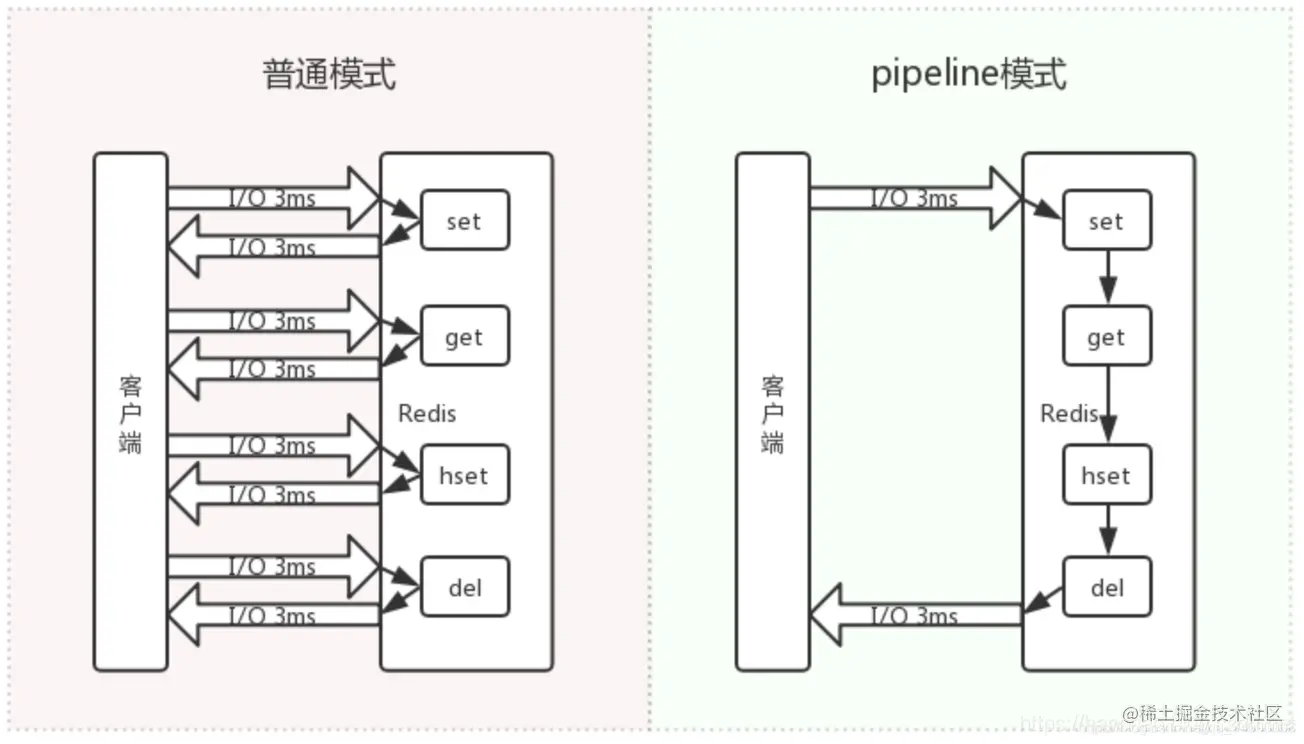 普通模式
I/O 3ms
set
I/O 3ms
I/O 3ms
get
I/O 3ms
客户端
Redis
I/O 3ms
hset
I/O 3ms
I/O 3ms
del
I/O 3ms
pipeline模式
I/O 3ms
set
get
客户端
Redis
hset
del
I/O 3ms
@稀土掘金技术社区